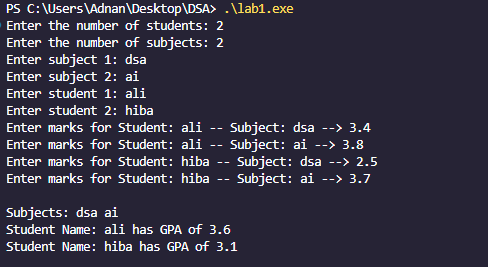 PS C:\Users\Adnan\Desktop\DSA> .\lab1.exe
Enter the number of students: 2
Enter the number of subjects: 2
Enter subject 1: dsa
Enter subject 2: ai
Enter student 1: ali
Enter student 2: hiba
Enter marks for Student: ali -- Subject: dsa --> 3.4
Enter marks for Student: ali -- Subject: ai --> 3.8
Enter marks for Student: hiba -- Subject: dsa --> 2.5
Enter marks for Student: hiba -- Subject: ai --> 3.7
Subjects: dsa ai
Student Name: ali has GPA of 3.6
Student Name: hiba has GPA of 3.1